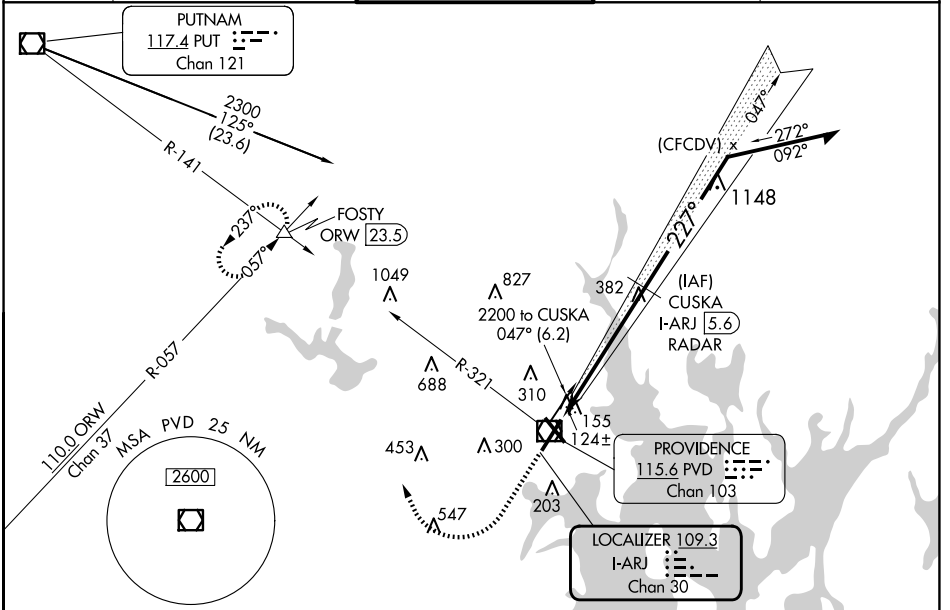 PUTNAM
117.4 PUT
Chan 121
2300
125°
(23.6)
R-141
047°
(CFCDV) x
272°
092°
1148
227°
237°
057°
FOSTY
ORW 23.5
1049
827
382
(IAF)
CUSKA
I-ARJ 5.6
RADAR
2200 to CUSKA
047° (6.2)
R-321
R-057
688
310
155
124±
110.0 ORW
Chan 37
MSA PVD 25 NM
2600
453
300
PROVIDENCE
115.6 PVD
Chan 103
203
547
LOCALIZER 109.3
I-ARJ
Chan 30